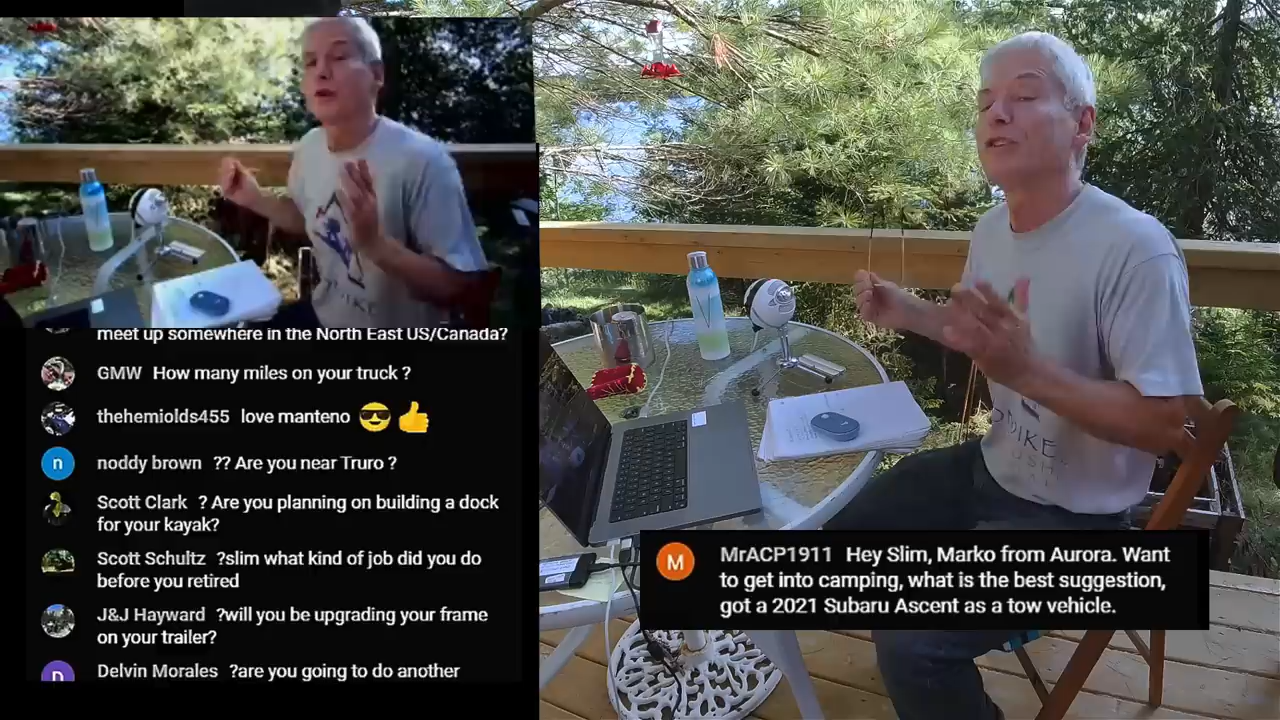 meet up somewhere in the North East US/Canada?
GMW How many miles on your truck ?
thehemiolds455 love manteno
n noddy brown ?? Are you near Truro ?
Scott Clark ? Are you planning on building a dock
for your kayak?
Scott Schultz ?slim what kind of job did you do
before you retired
J&J Hayward ?will you be upgrading your frame
on your trailer?
D Delvin Morales ?are you going to do another
M MrACP1911 Hey Slim, Marko from Aurora. Want
to get into camping, what is the best suggestion,
got a 2021 Subaru Ascent as a tow vehicle.